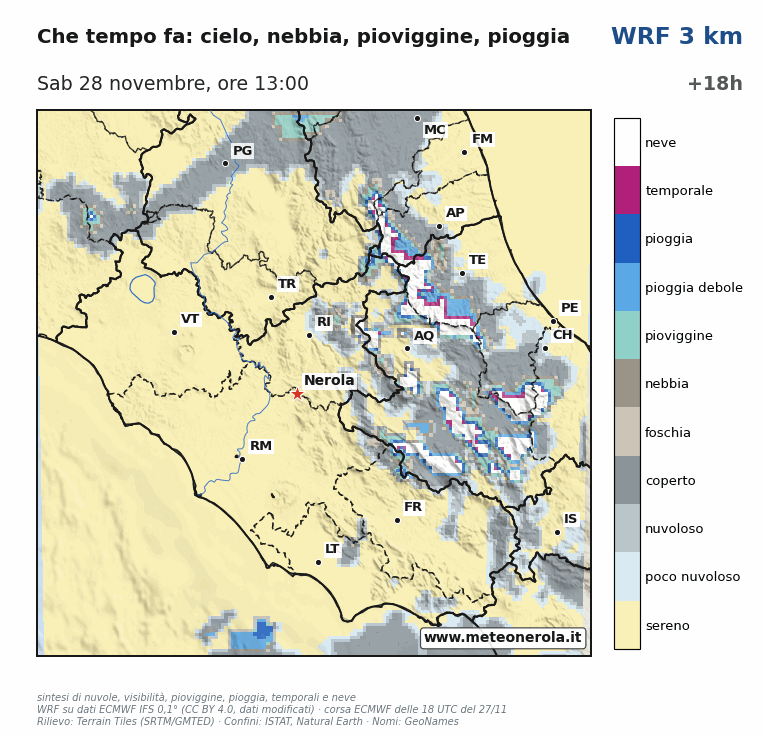 Che tempo fa: cielo, nebbia, pioviggine, pioggia
WRF 3 km
Sab 28 novembre, ore 13:00
+18h
MC
FM
PG
AP
TE
TR
PE
VT
RI
AQ
CH
Nerola
RM
FR
IS
LT
www.meteonerola.it
neve
temporale
pioggia
pioggia debole
pioviggine
nebbia
foschia
coperto
nuvoloso
poco nuvoloso
sereno
sintesi di nuvole, visibilità, pioviggine, pioggia, temporali e neve
WRF su dati ECMWF IFS 0,1° (CC BY 4.0, dati modificati) · corsa ECMWF delle 18 UTC del 27/11
Rilievo: Terrain Tiles (SRTM/GMTED) · Confini: ISTAT, Natural Earth · Nomi: GeoNames